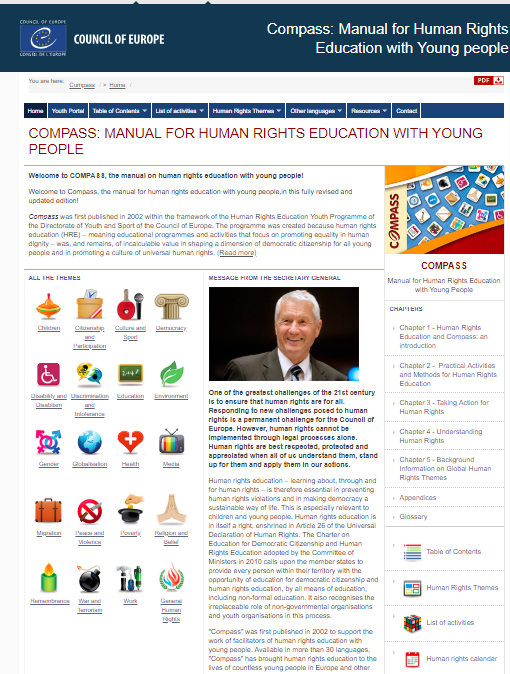 COUNCIL OF EUROPE
CONSEIL DE L'EUROPE
COUNCIL OF EUROPE
Compass: Manual for Human Rights
Education with Young people
You are here: Compass / > Home /
PDF
Home Youth Portal Table of Contents List of activities Human Rights Themes Other languages Resources Contact
COMPASS: MANUAL FOR HUMAN RIGHTS EDUCATION WITH YOUNG
PEOPLE
Welcome to COMPASS, the manual on human rights education with young people!
Welcome to Compass, the manual for human rights education with young people,in this fully revised and
updated edition!
Compass was first published in 2002 within the framework of the Human Rights Education Youth Programme of
the Directorate of Youth and Sport of the Council of Europe. The programme was created because human rights
education (HRE) – meaning educational programmes and activities that focus on promoting equality in human
dignity – was, and remains, of incalculable value in shaping a dimension of democratic citizenship for all young
people and in promoting a culture of universal human rights. (Read more)
ALL THE THEMES
Children
Citizenship
and
Participation
Culture and
Sport
Democracy
Disability and
Disablism
Discrimination
and
Intolerance
Education
Environment
Gender
Globalisation
Health
Media
Migration
Peace and
Violence
Poverty
Religion and
Belief
Remembrance
War and
Terrorism
Work
General
Human
Rights
MESSAGE FROM THE SECRETARY GENERAL
One of the greatest challenges of the 21st century
is to ensure that human rights are for all.
Responding to new challenges posed to human
rights is a permanent challenge for the Council of
Europe. However, human rights cannot be
implemented through legal processes alone.
Human rights are best respected, protected and
appreciated when all of us understand them, stand
up for them and apply them in our actions.
Human rights education – learning about, through and
for human rights – is therefore essential in preventing
human rights violations and in making democracy a
sustainable way of life. This is especially relevant to
children and young people. Human rights education is
in itself a right, enshrined in Article 26 of the Universal
Declaration of Human Rights. The Charter on
Education for Democratic Citizenship and Human
Rights Education adopted by the Committee of
Ministers in 2010 calls upon the member states to
provide every person within their territory with the
opportunity of education for democratic citizenship and
human rights education, by all means of education,
including non-formal education. It also recognises the
irreplaceable role of non-governmental organisations
and youth organisations in this process.
"Compass" was first published in 2002 to support the
work of facilitators of human rights education with
young people. Available in more than 30 languages,
"Compass" has brought human rights education to the
lives of countless young people in Europe and other
COMPASS
COMPASS
Manual for Human Rights Education
with Young People
CHAPTERS
Chapter 1 - Human Rights
Education and Compass: an
introduction
Chapter 2 - Practical Activities
and Methods for Human Rights
Education
Chapter 3 - Taking Action for
Human Rights
Chapter 4 - Understanding
Human Rights
Chapter 5 - Background
Information on Global Human
Rights Themes
Appendices
Glossary
Table of Contents
Human Rights Themes
List of activities
Human rights calendar